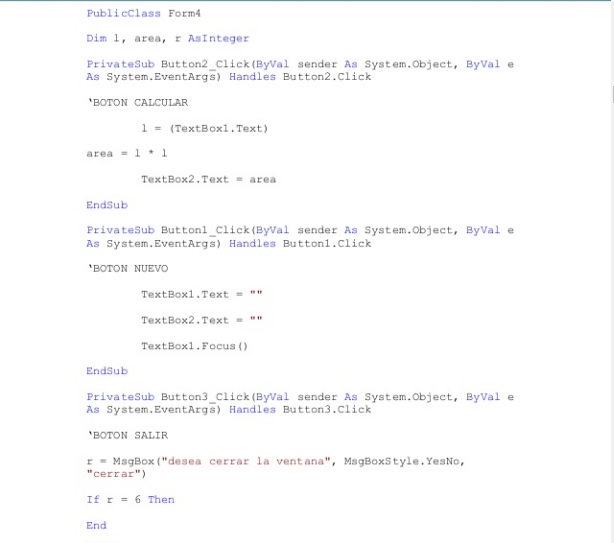 PublicClass Form4
Dim l, area, r AsInteger
PrivateSub Button2_Click(ByVal sender As System.Object, ByVal e
As System.EventArgs) Handles Button2.Click
‘BOTON CALCULAR
l = (TextBox1.Text)
area = l * l
TextBox2.Text = area
EndSub
PrivateSub Button1_Click(ByVal sender As System.Object, ByVal e
As System.EventArgs) Handles Button1.Click
‘BOTON NUEVO
TextBox1.Text = ""
TextBox2.Text = ""
TextBox1.Focus()
EndSub
PrivateSub Button3_Click(ByVal sender As System.Object, ByVal e
As System.EventArgs) Handles Button3.Click
‘BOTON SALIR
r = MsgBox("desea cerrar la ventana", MsgBoxStyle.YesNo,
"cerrar")
If r = 6 Then
End